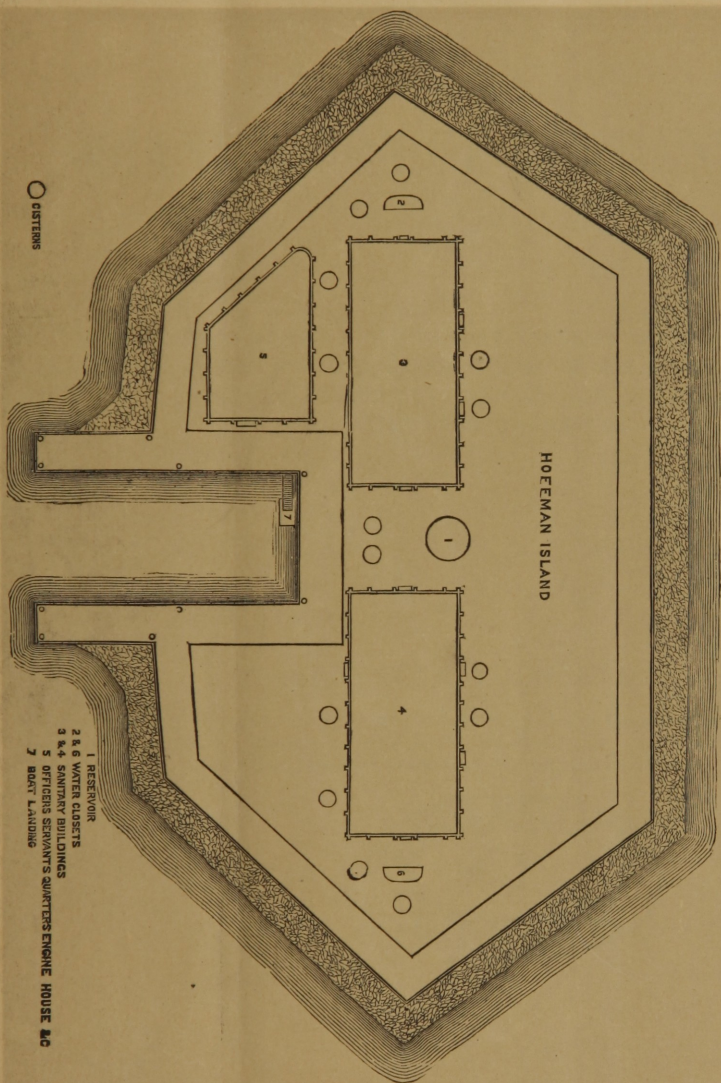 HOFFMAN ISLAND
2
3
1
4
6
5
7
CISTERNS
1 RESERVOIR
2 & 6 WATER CLOSETS
3 & 4 SANITARY BUILDINGS
5 OFFICERS SERVANTS QUARTERS ENGINE HOUSE &C
7 BOAT LANDING